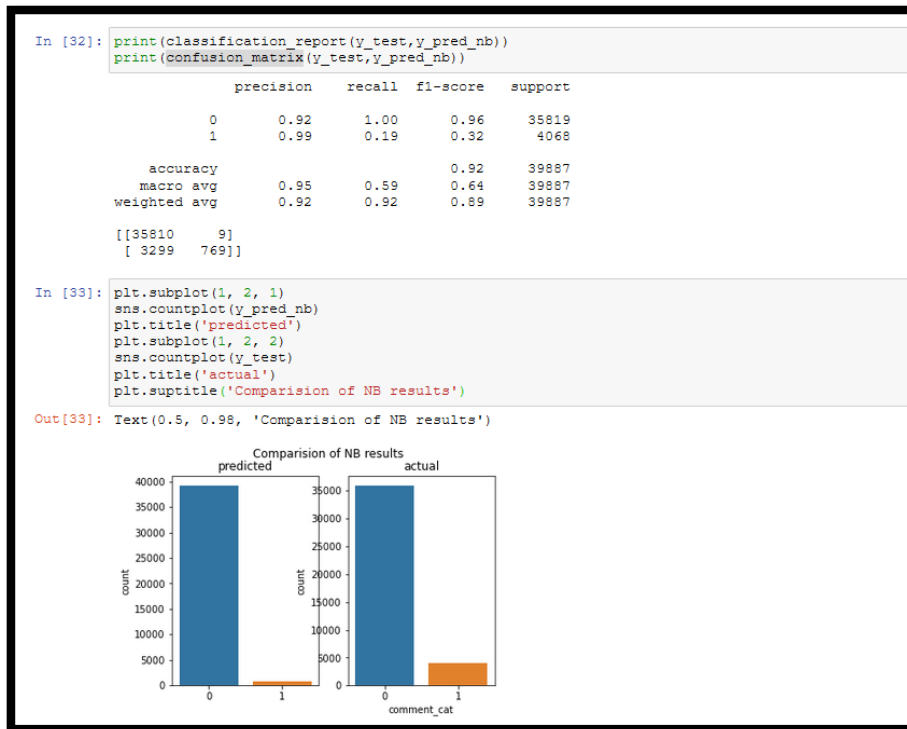 In [32]: print(classification_report(y_test,y_pred_nb))
print(confusion_matrix(y_test,y_pred_nb))
precision recall f1-score support
0 0.92 1.00 0.96 35819
1 0.99 0.19 0.32 4068
accuracy 0.92 39887
macro avg 0.95 0.59 0.64 39887
weighted avg 0.92 0.92 0.89 39887
[[35810 9]
[ 3299 769]]
In [33]: plt.subplot(1, 2, 1)
sns.countplot(y_pred_nb)
plt.title('predicted')
plt.subplot(1, 2, 2)
sns.countplot(y_test)
plt.title('actual')
plt.suptitle('Comparision of NB results')
Out[33]: Text(0.5, 0.98, 'Comparision of NB results')
Comparision of NB results
predicted
40000
35000
30000
25000
20000
15000
10000
5000
0
count
0 1
actual
35000
30000
25000
20000
15000
10000
5000
0
count
0 1
comment_cat